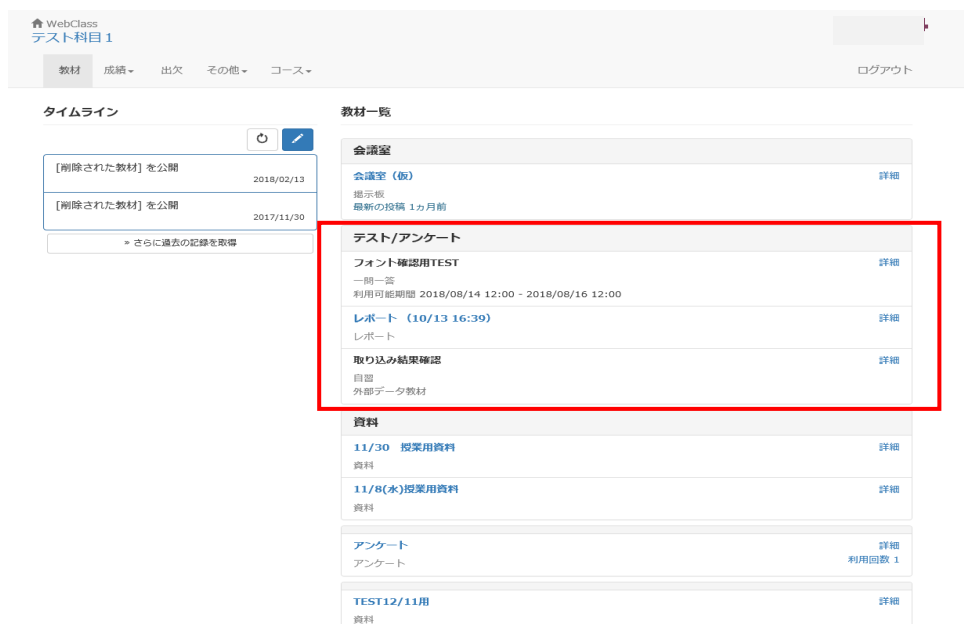 WebClass
テスト科目1
教材 成績 出欠 その他 コース ログアウト
タイムライン
[削除された教材] を公開
2018/02/13
[削除された教材] を公開
2017/11/30
» さらに過去の記録を取得
教材一覧
会議室
会議室（仮） 詳細
掲示板
最新の投稿 1ヵ月前
テスト/アンケート
フォント確認用TEST 詳細
一問一答
利用可能期間 2018/08/14 12:00 - 2018/08/16 12:00
レポート（10/13 16:39） 詳細
レポート
取り込み結果確認 詳細
自習
外部データ教材
資料
11/30　授業用資料 詳細
資料
11/8(水)授業用資料 詳細
資料
アンケート 詳細
アンケート 利用回数 1
TEST12/11用 詳細
資料